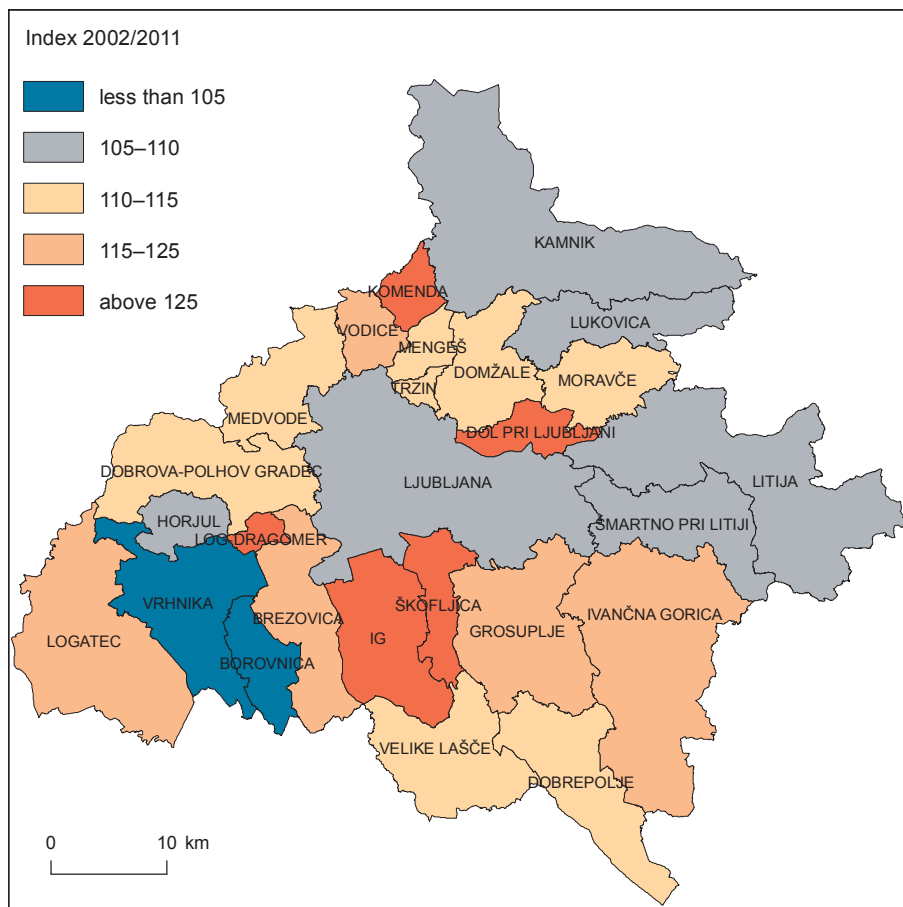 Index 2002/2011
less than 105
105–110
110–115
115–125
above 125
KAMNIK
KOMENDA
LUKOVICA
VODICE
MENGEŠ
DOMŽALE
MORAVČE
TRZIN
MEDVODE
DOL PRI LJUBLJANI
DOBROVA-POLHOV GRADEC
LJUBLJANA
LITIJA
HORJUL
ŠMARTNO PRI LITIJI
LOG-DRAGOMER
VRHNIKA
ŠKOFLJICA
IVANČNA GORICA
BREZOVICA
GROSUPLJE
LOGATEC
IG
BOROVNICA
VELIKE LAŠČE
DOBREPOLJE
0 10 km